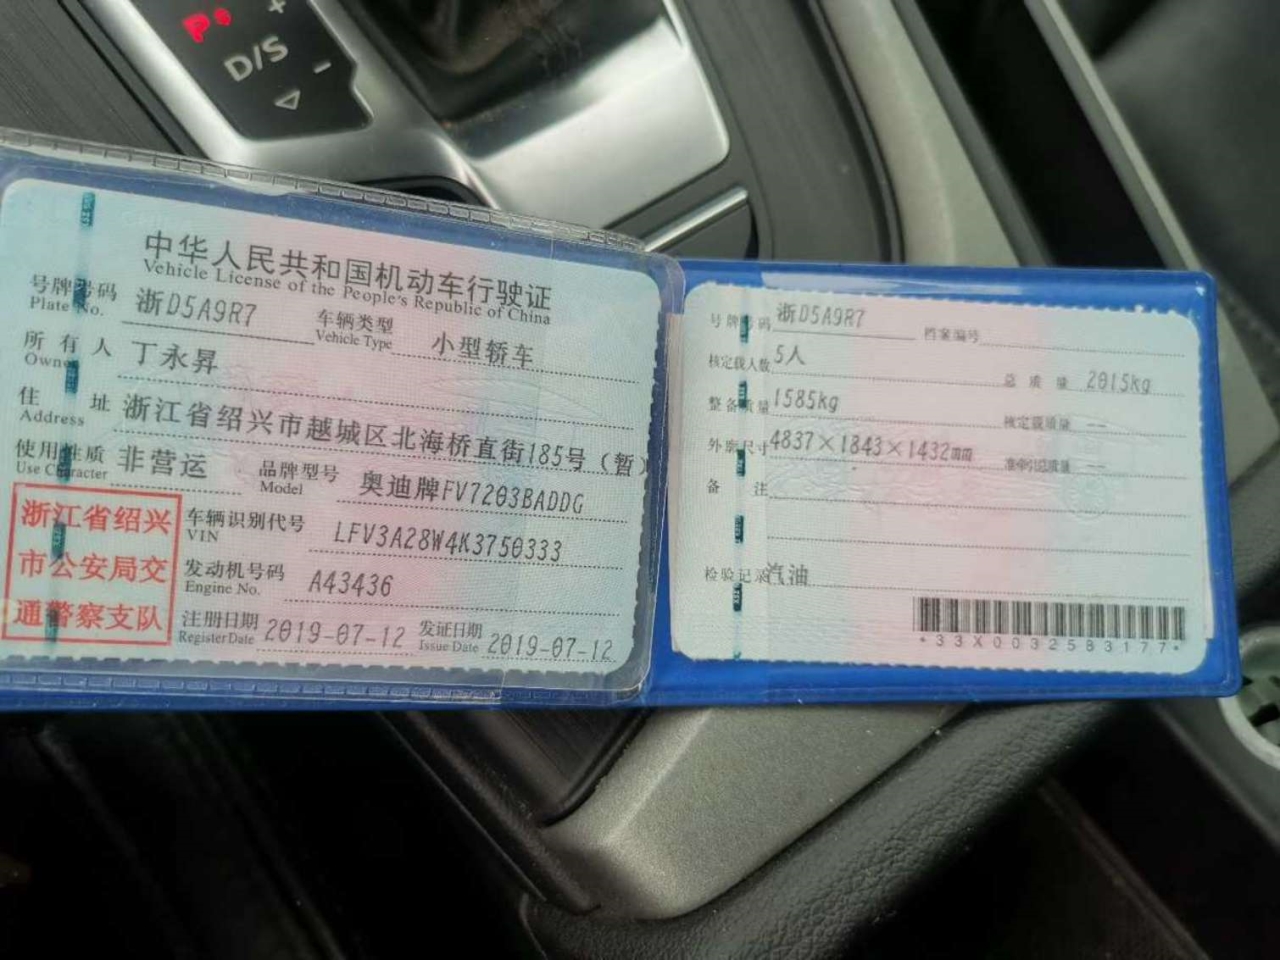 P
+
D/S
−
中华人民共和国机动车行驶证
Vehicle License of the People's Republic of China
号牌号码 浙D5A9R7 车辆类型 小型轿车
Plate No. Vehicle Type
所有人 丁永昇
Owner
住址 浙江省绍兴市越城区北海桥直街185号（暂）
Address
使用性质 非营运 品牌型号 奥迪牌FV7203BADDG
Use Character Model
浙江省绍兴
市公安局交
通警察支队
车辆识别代号 LFV3A28W4K3750333
VIN
发动机号码 A43436
Engine No.
注册日期 2019-07-12 发证日期 2019-07-12
Register Date Issue Date
号牌号码 浙D5A9R7 档案编号
核定载人数 5人 总质量 2015kg
整备质量 1585kg 核定载质量 --
外廓尺寸 4837×1843×1432mm 准牵引总质量 --
备注
检验记录 汽油
*33X0032583177*